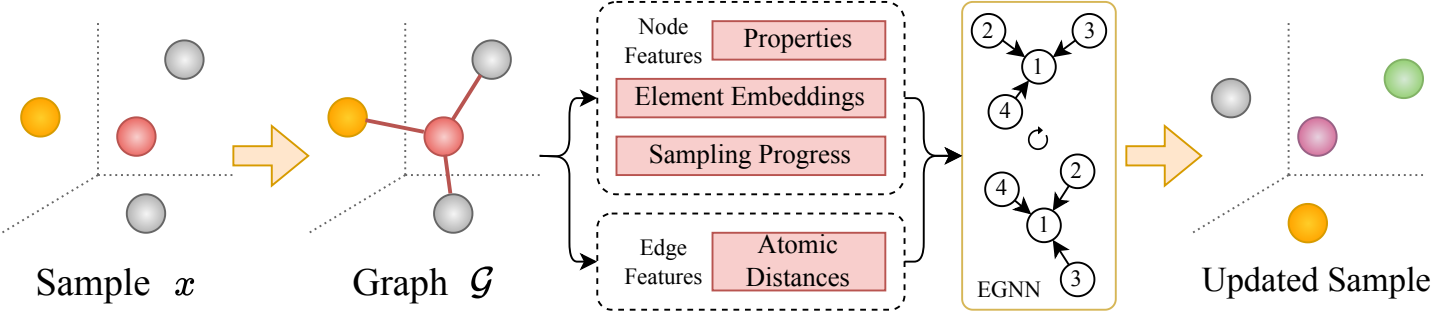 Sample x
Graph 𝒢
Node
Features
Properties
Element Embeddings
Sampling Progress
Edge
Features
Atomic
Distances
2
3
1
4
4
2
1
3
EGNN
Updated Sample